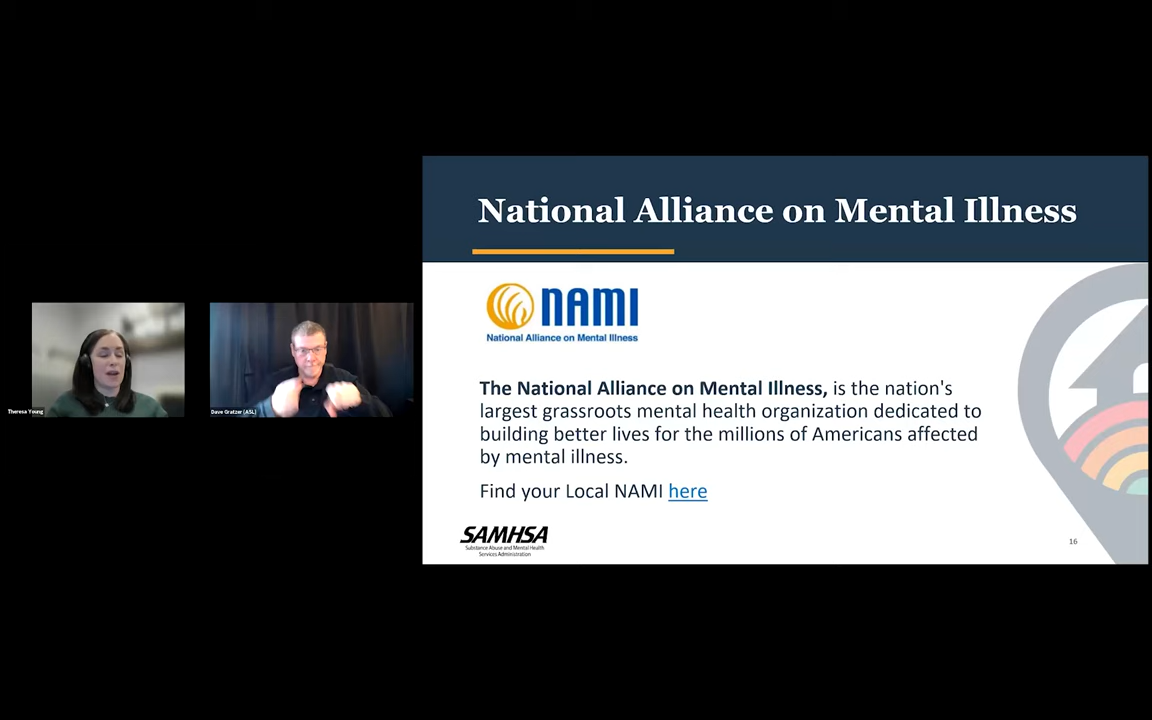 National Alliance on Mental Illness
NAMI
National Alliance on Mental Illness
The National Alliance on Mental Illness, is the nation's
largest grassroots mental health organization dedicated to
building better lives for the millions of Americans affected
by mental illness.
Find your Local NAMI here
SAMHSA
Substance Abuse and Mental Health
Services Administration
16
Theresa Young
Dave Gratzer (ASL)